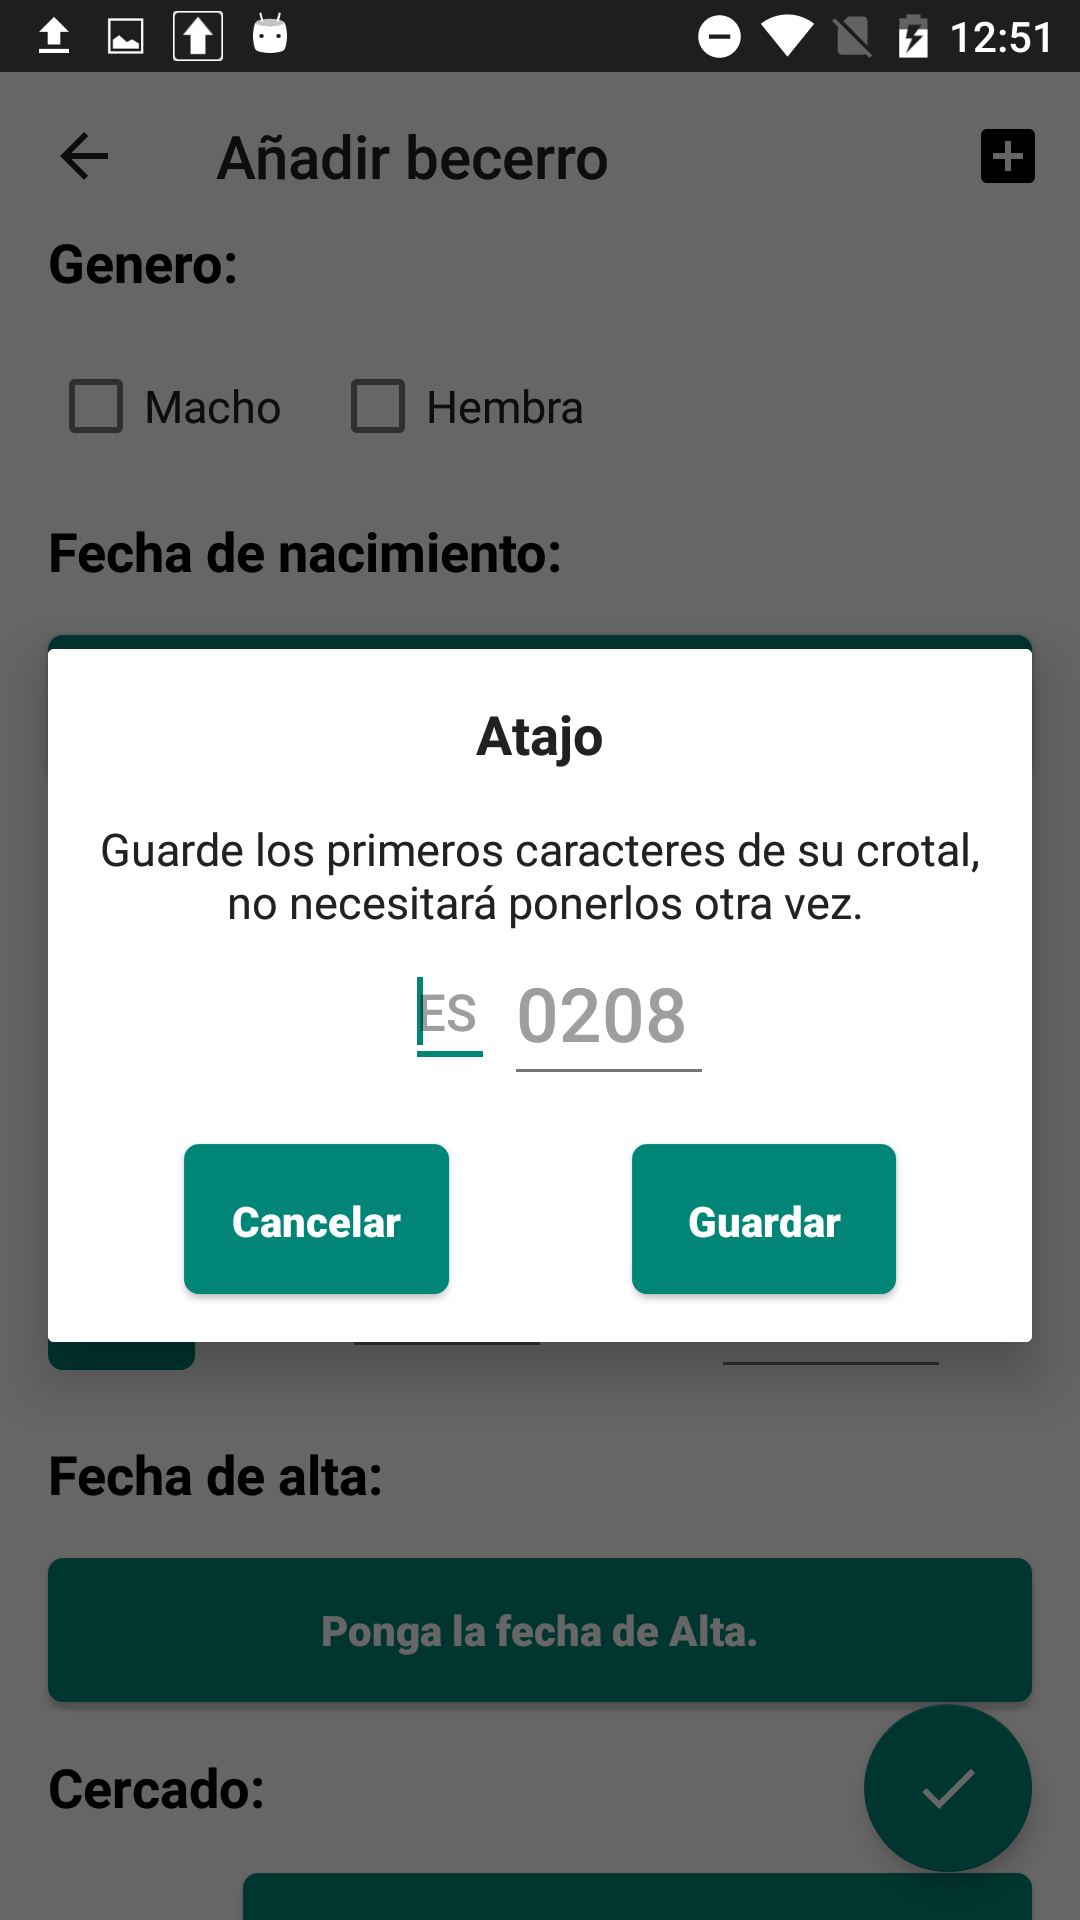 12:51
Añadir becerro
Genero:
Macho Hembra
Fecha de nacimiento:
Atajo
Guarde los primeros caracteres de su crotal,
no necesitará ponerlos otra vez.
ES 0208
Cancelar Guardar
Fecha de alta:
Ponga la fecha de Alta.
Cercado: